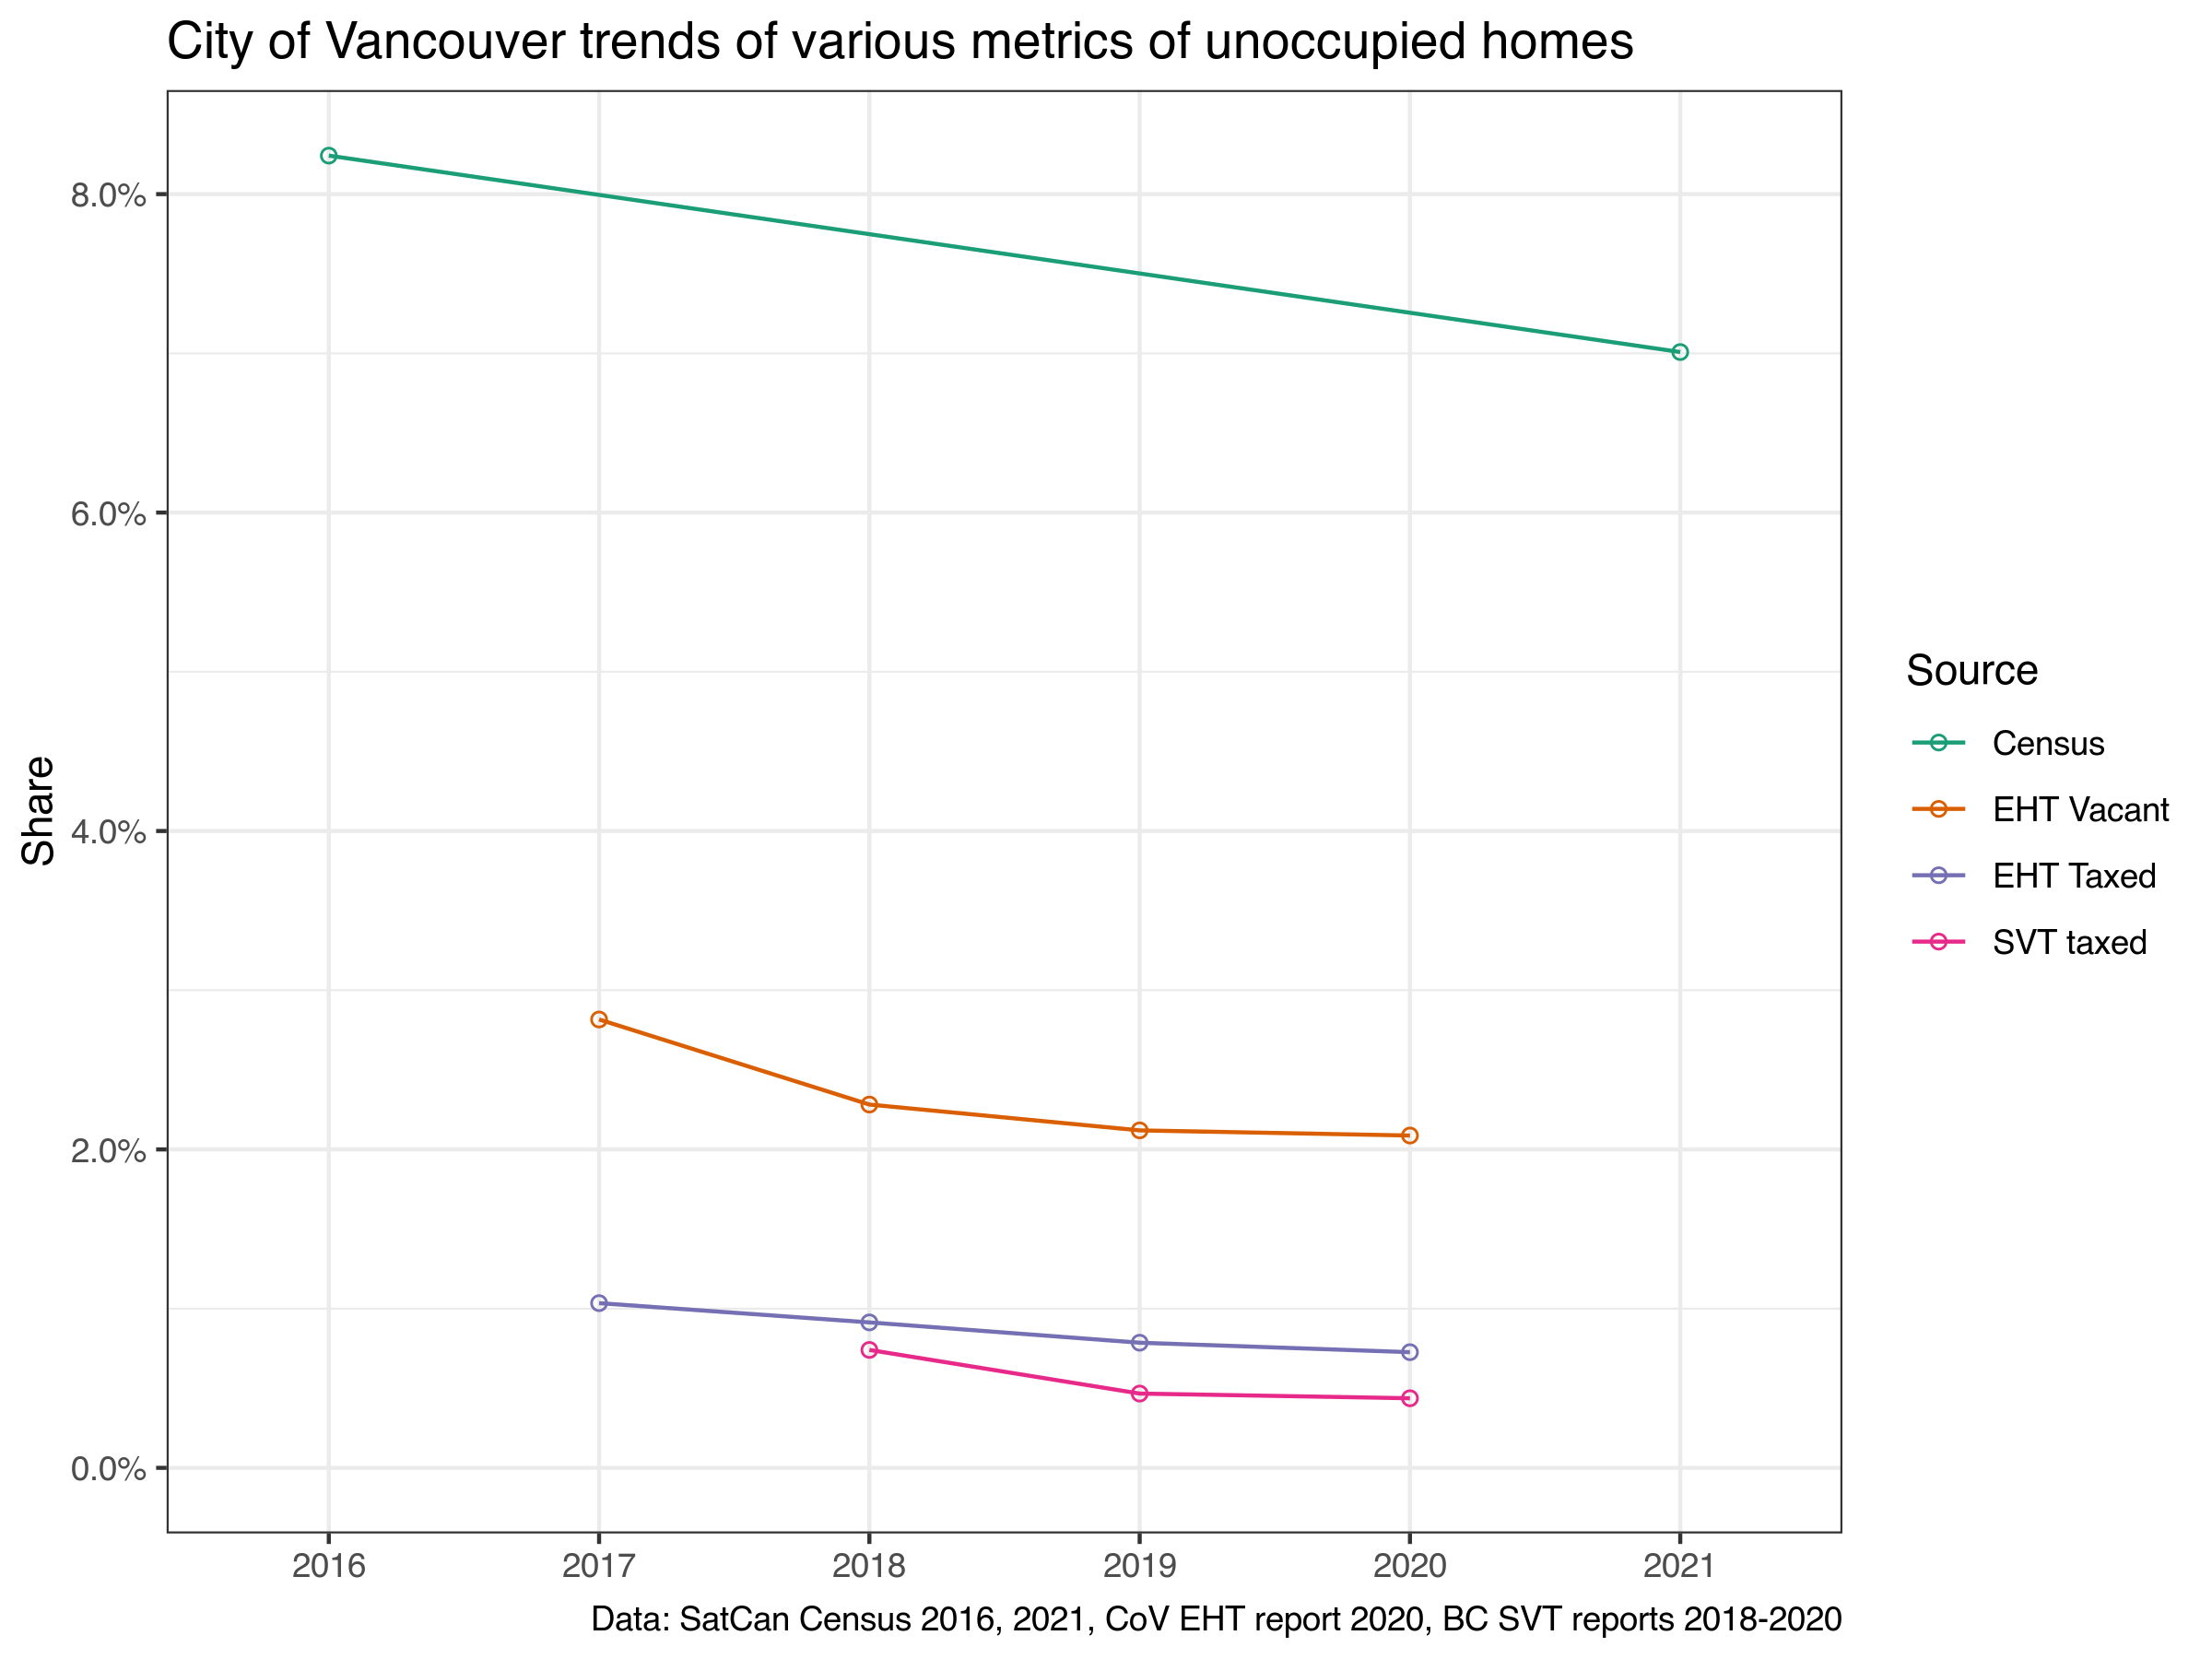 City of Vancouver trends of various metrics of unoccupied homes
8.0%
6.0%
4.0%
2.0%
0.0%
Share
2016 2017 2018 2019 2020 2021
Source
Census
EHT Vacant
EHT Taxed
SVT taxed
Data: SatCan Census 2016, 2021, CoV EHT report 2020, BC SVT reports 2018-2020